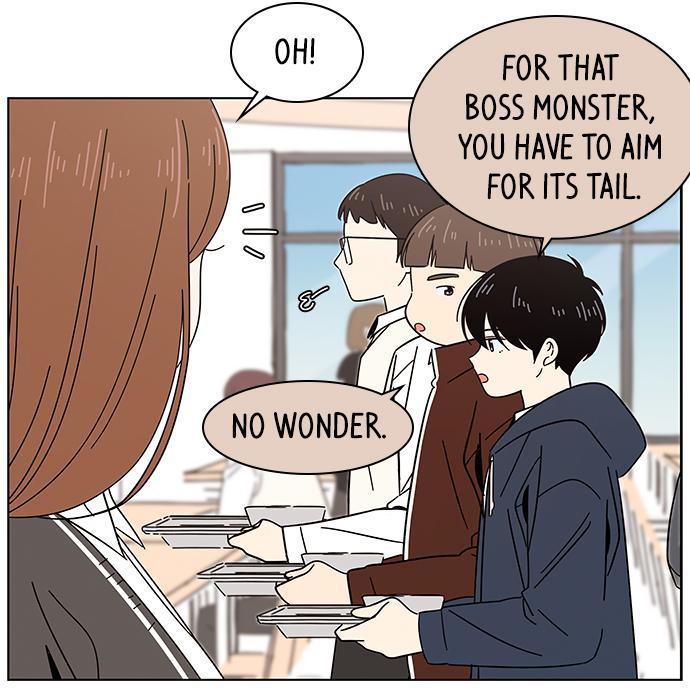 OH!
FOR THAT
BOSS MONSTER,
YOU HAVE TO AIM
FOR ITS TAIL.
NO WONDER.